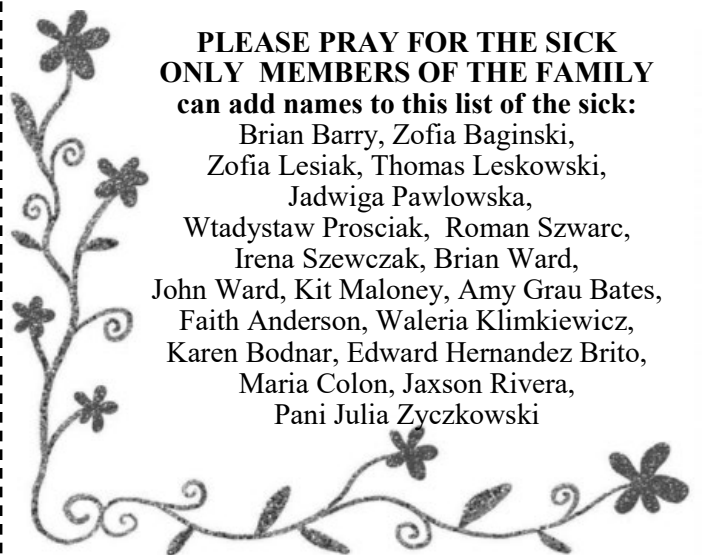 PLEASE PRAY FOR THE SICK
ONLY MEMBERS OF THE FAMILY
can add names to this list of the sick:
Brian Barry, Zofia Baginski,
Zofia Lesiak, Thomas Leskowski,
Jadwiga Pawlowska,
Wtadystaw Prosciak, Roman Szwarc,
Irena Szewczak, Brian Ward,
John Ward, Kit Maloney, Amy Grau Bates,
Faith Anderson, Waleria Klimkiewicz,
Karen Bodnar, Edward Hernandez Brito,
Maria Colon, Jaxson Rivera,
Pani Julia Zyczkowski